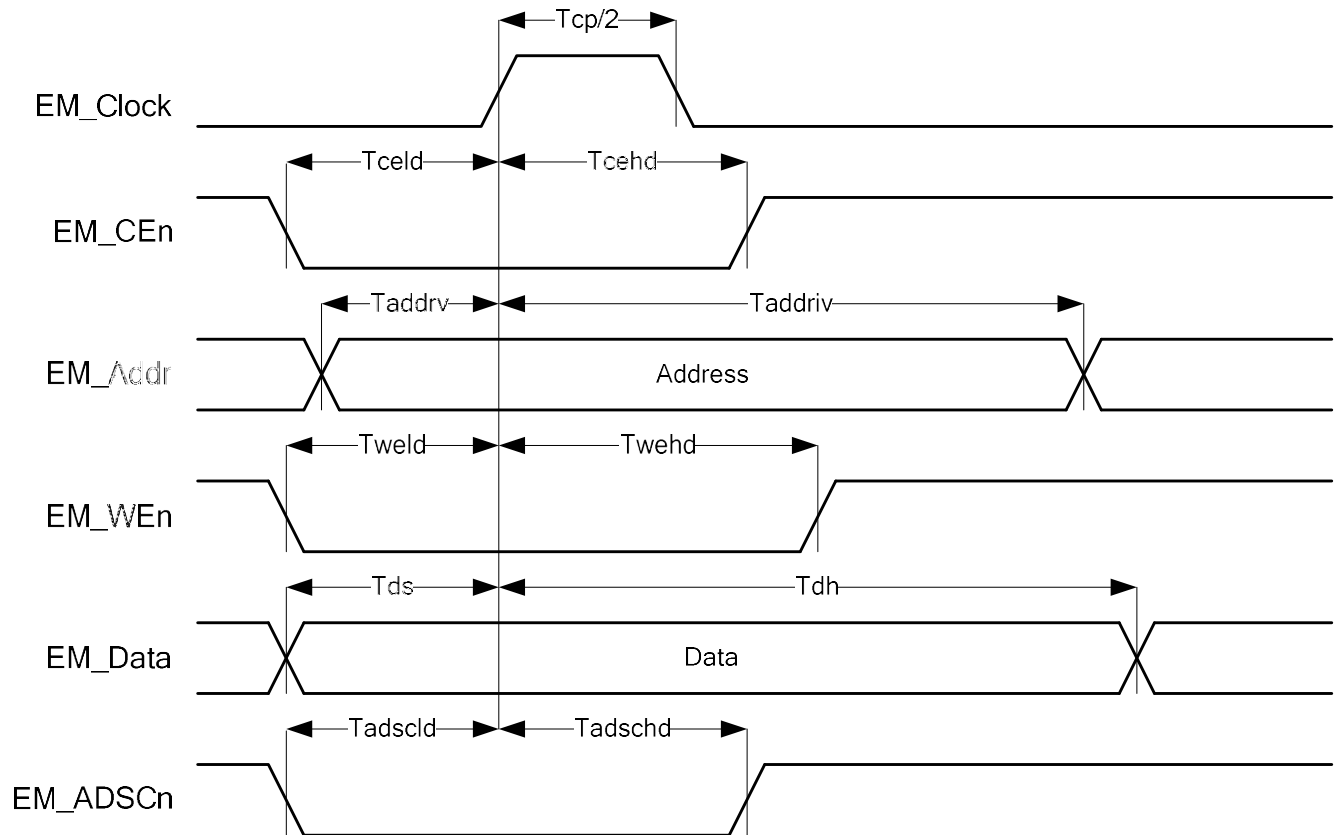 Tcp/2
EM_Clock
Tceld Tcehd
EM_CEn
Taddrv Taddriv
EM_Addr Address
Tweld Twehd
EM_WEn
Tds Tdh
EM_Data Data
Tadscld Tadschd
EM_ADSCn